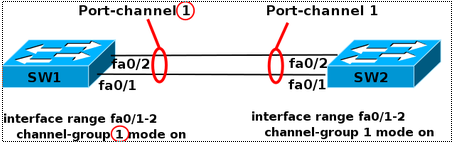 Port-channel 1
Port-channel 1
fa0/2
fa0/2
SW1
SW2
fa0/1
fa0/1
interface range fa0/1-2
channel-group 1 mode on
interface range fa0/1-2
channel-group 1 mode on